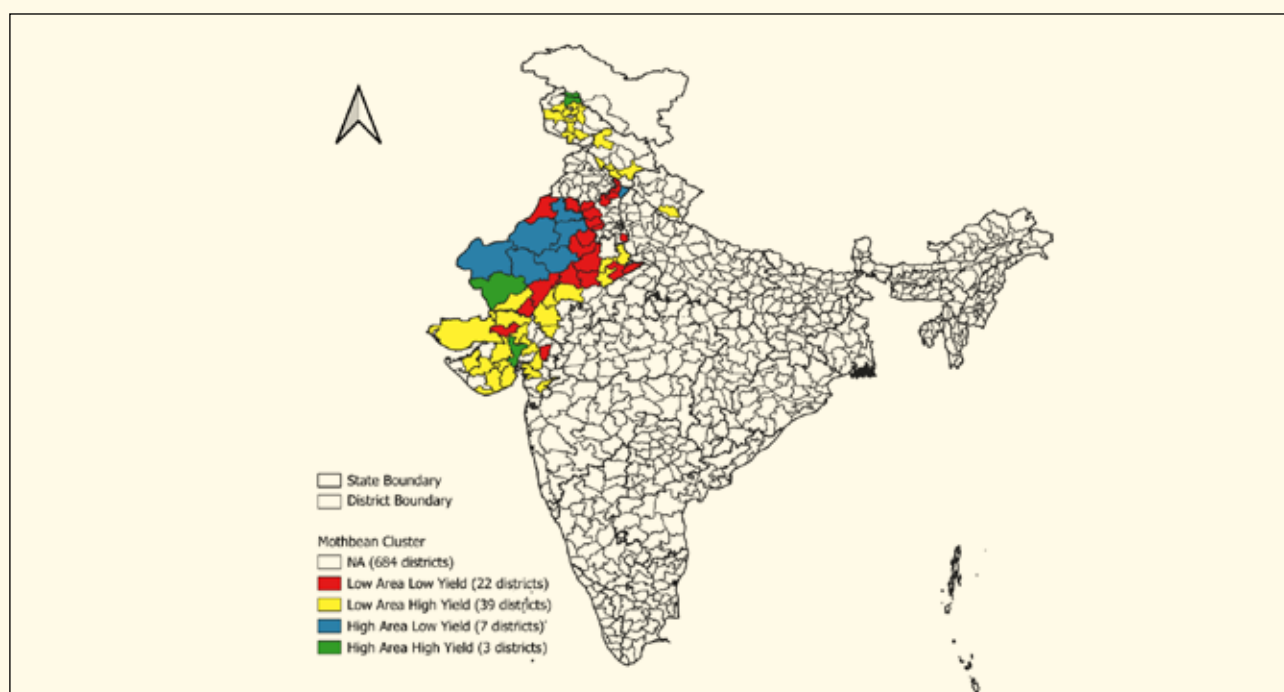 State Boundary
District Boundary
Mothbean Cluster
NA (684 districts)
Low Area Low Yield (22 districts)
Low Area High Yield (39 districts)
High Area Low Yield (7 districts)
High Area High Yield (3 districts)